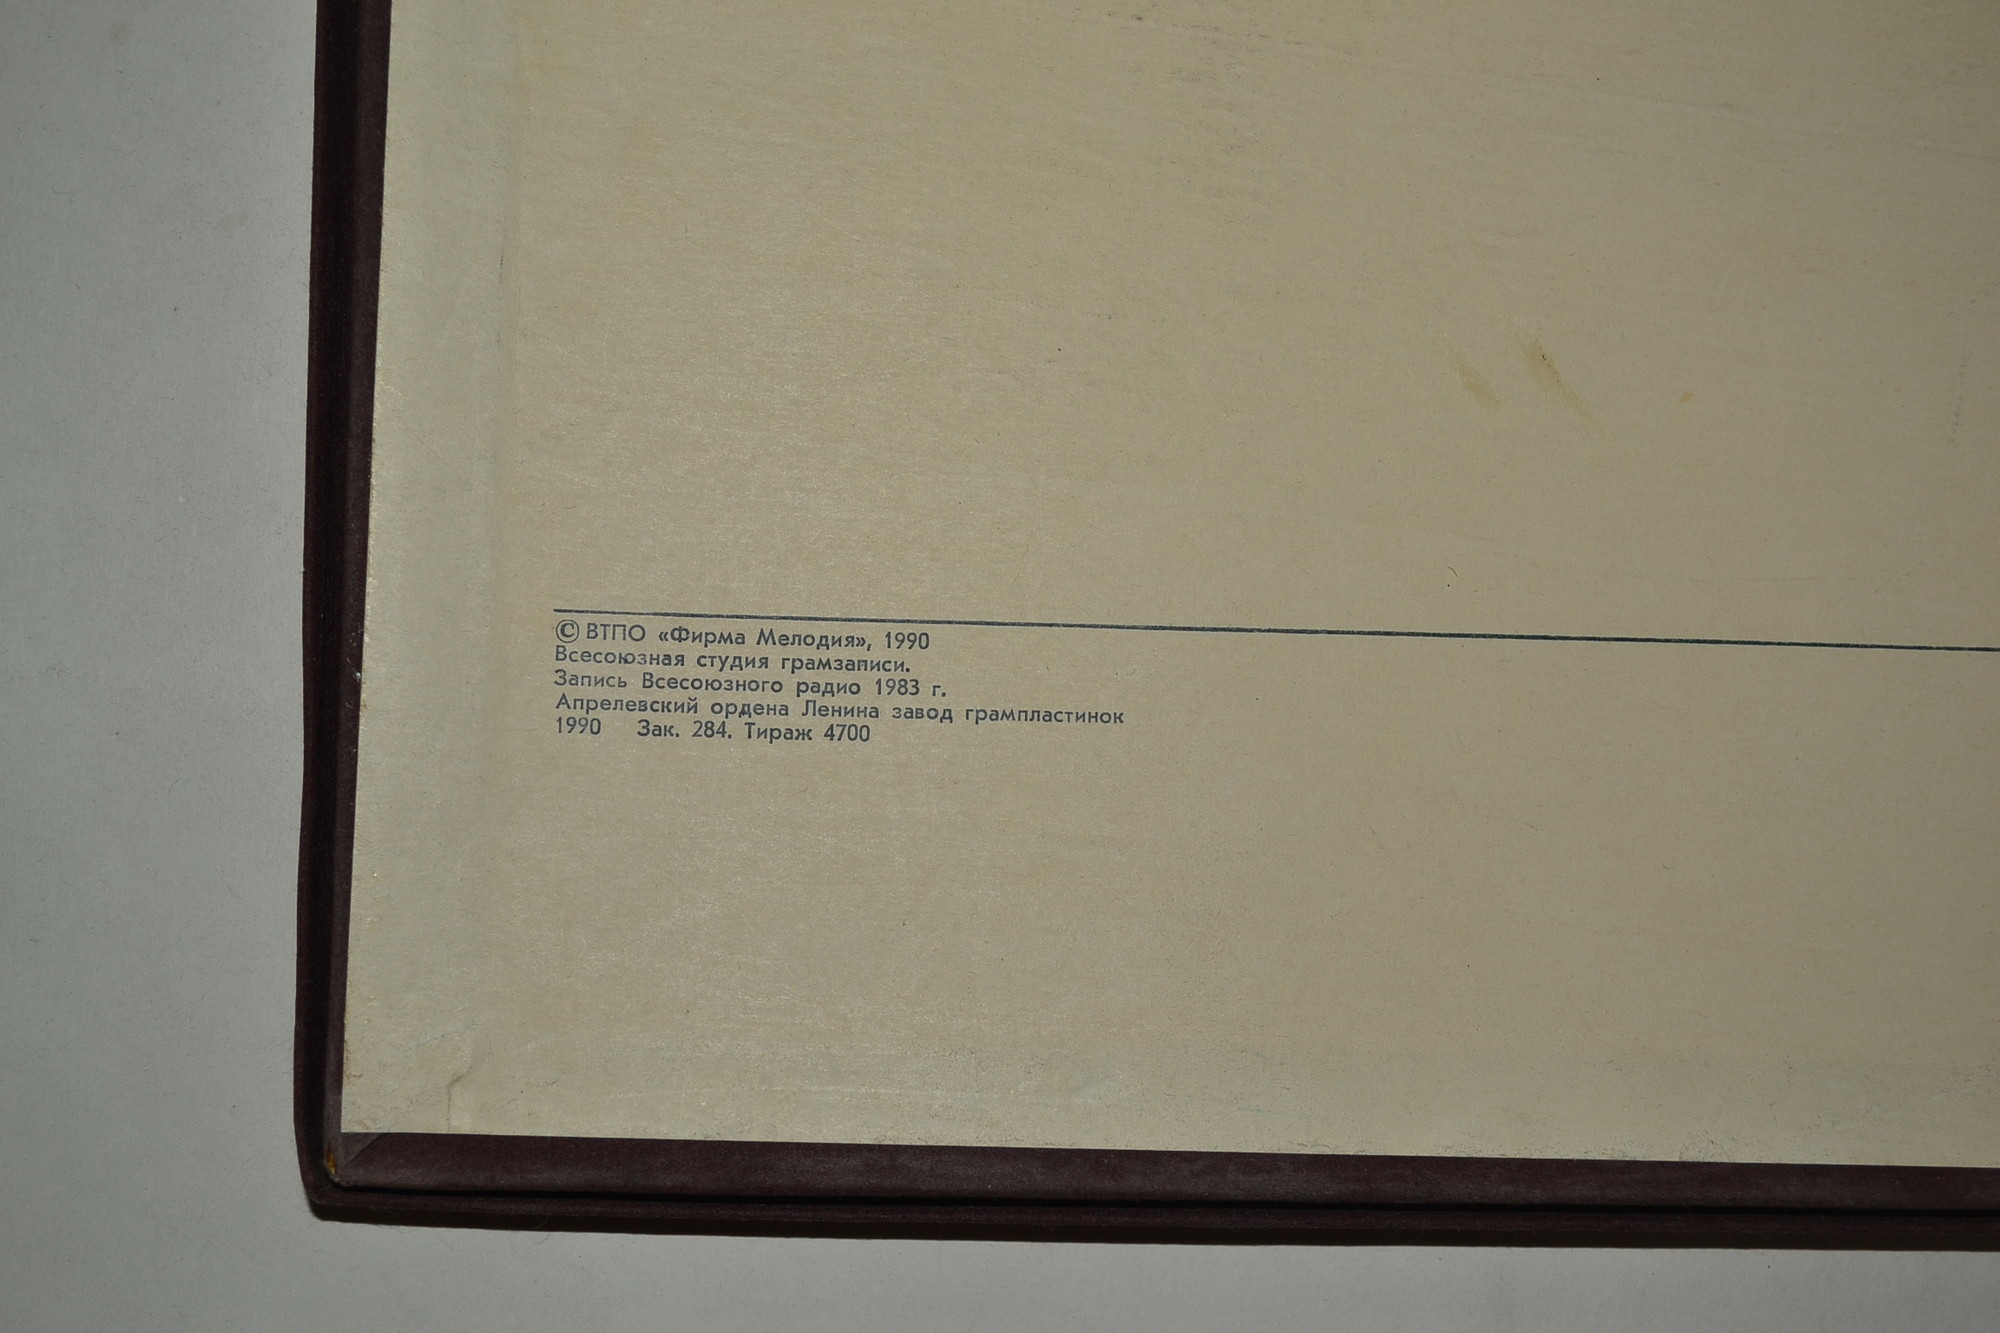 © ВТПО «Фирма Мелодия», 1990
Всесоюзная студия грамзаписи.
Запись Всесоюзного радио 1983 г.
Апрелевский ордена Ленина завод грампластинок
1990 Зак. 284. Тираж 4700